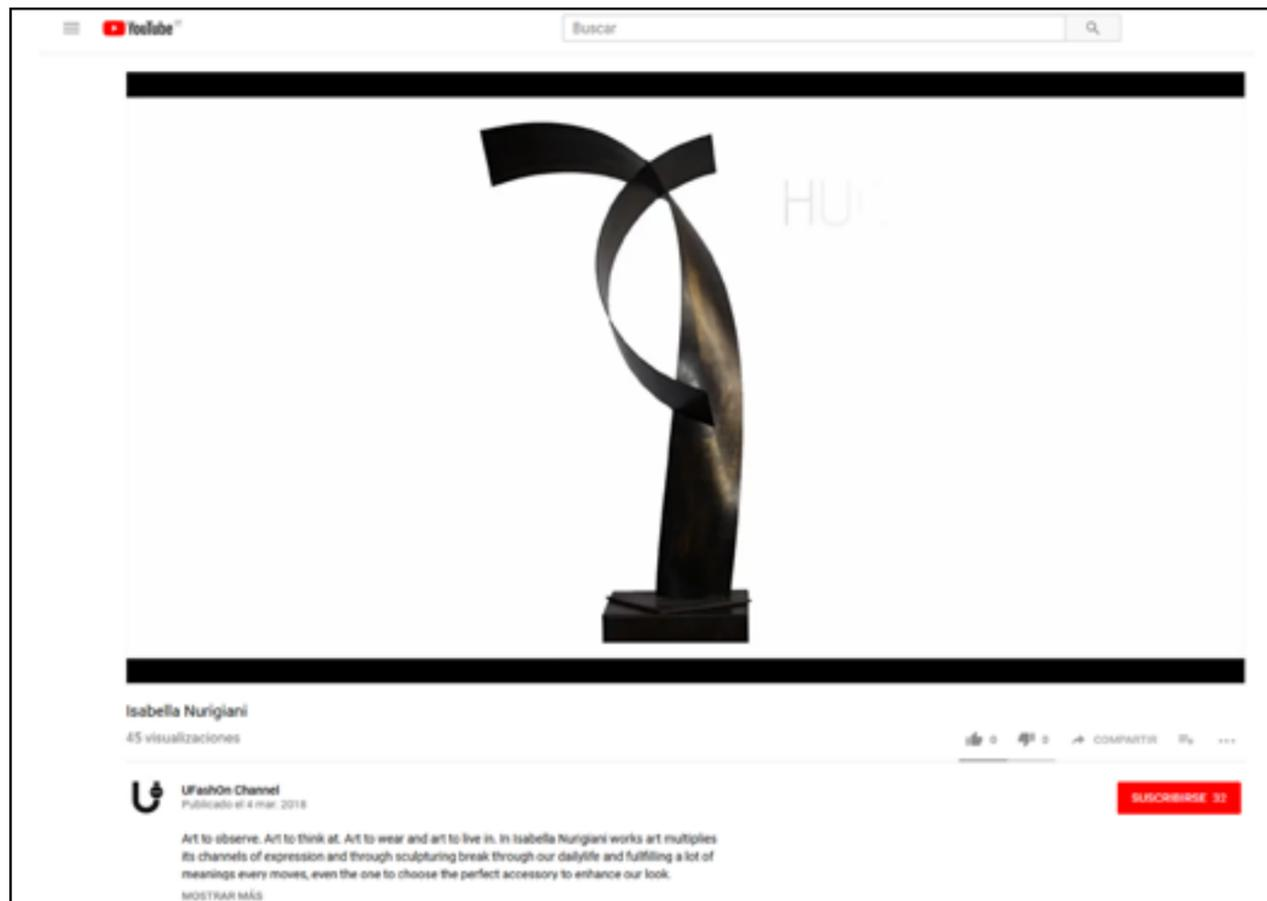 YouTube
Buscar
HU
Isabella Nurigiani
45 visualizaciones
0 0 COMPARTIR
UFashOn Channel
Publicado el 4 mar. 2018
SUSCRIBIRSE 32
Art to observe. Art to think at. Art to wear and art to live in. In Isabella Nurigiani works art multiplies
its channels of expression and through sculpturing break through our dailylife and fullfilling a lot of
meanings every moves, even the one to choose the perfect accessory to enhance our look.
MOSTRAR MÁS